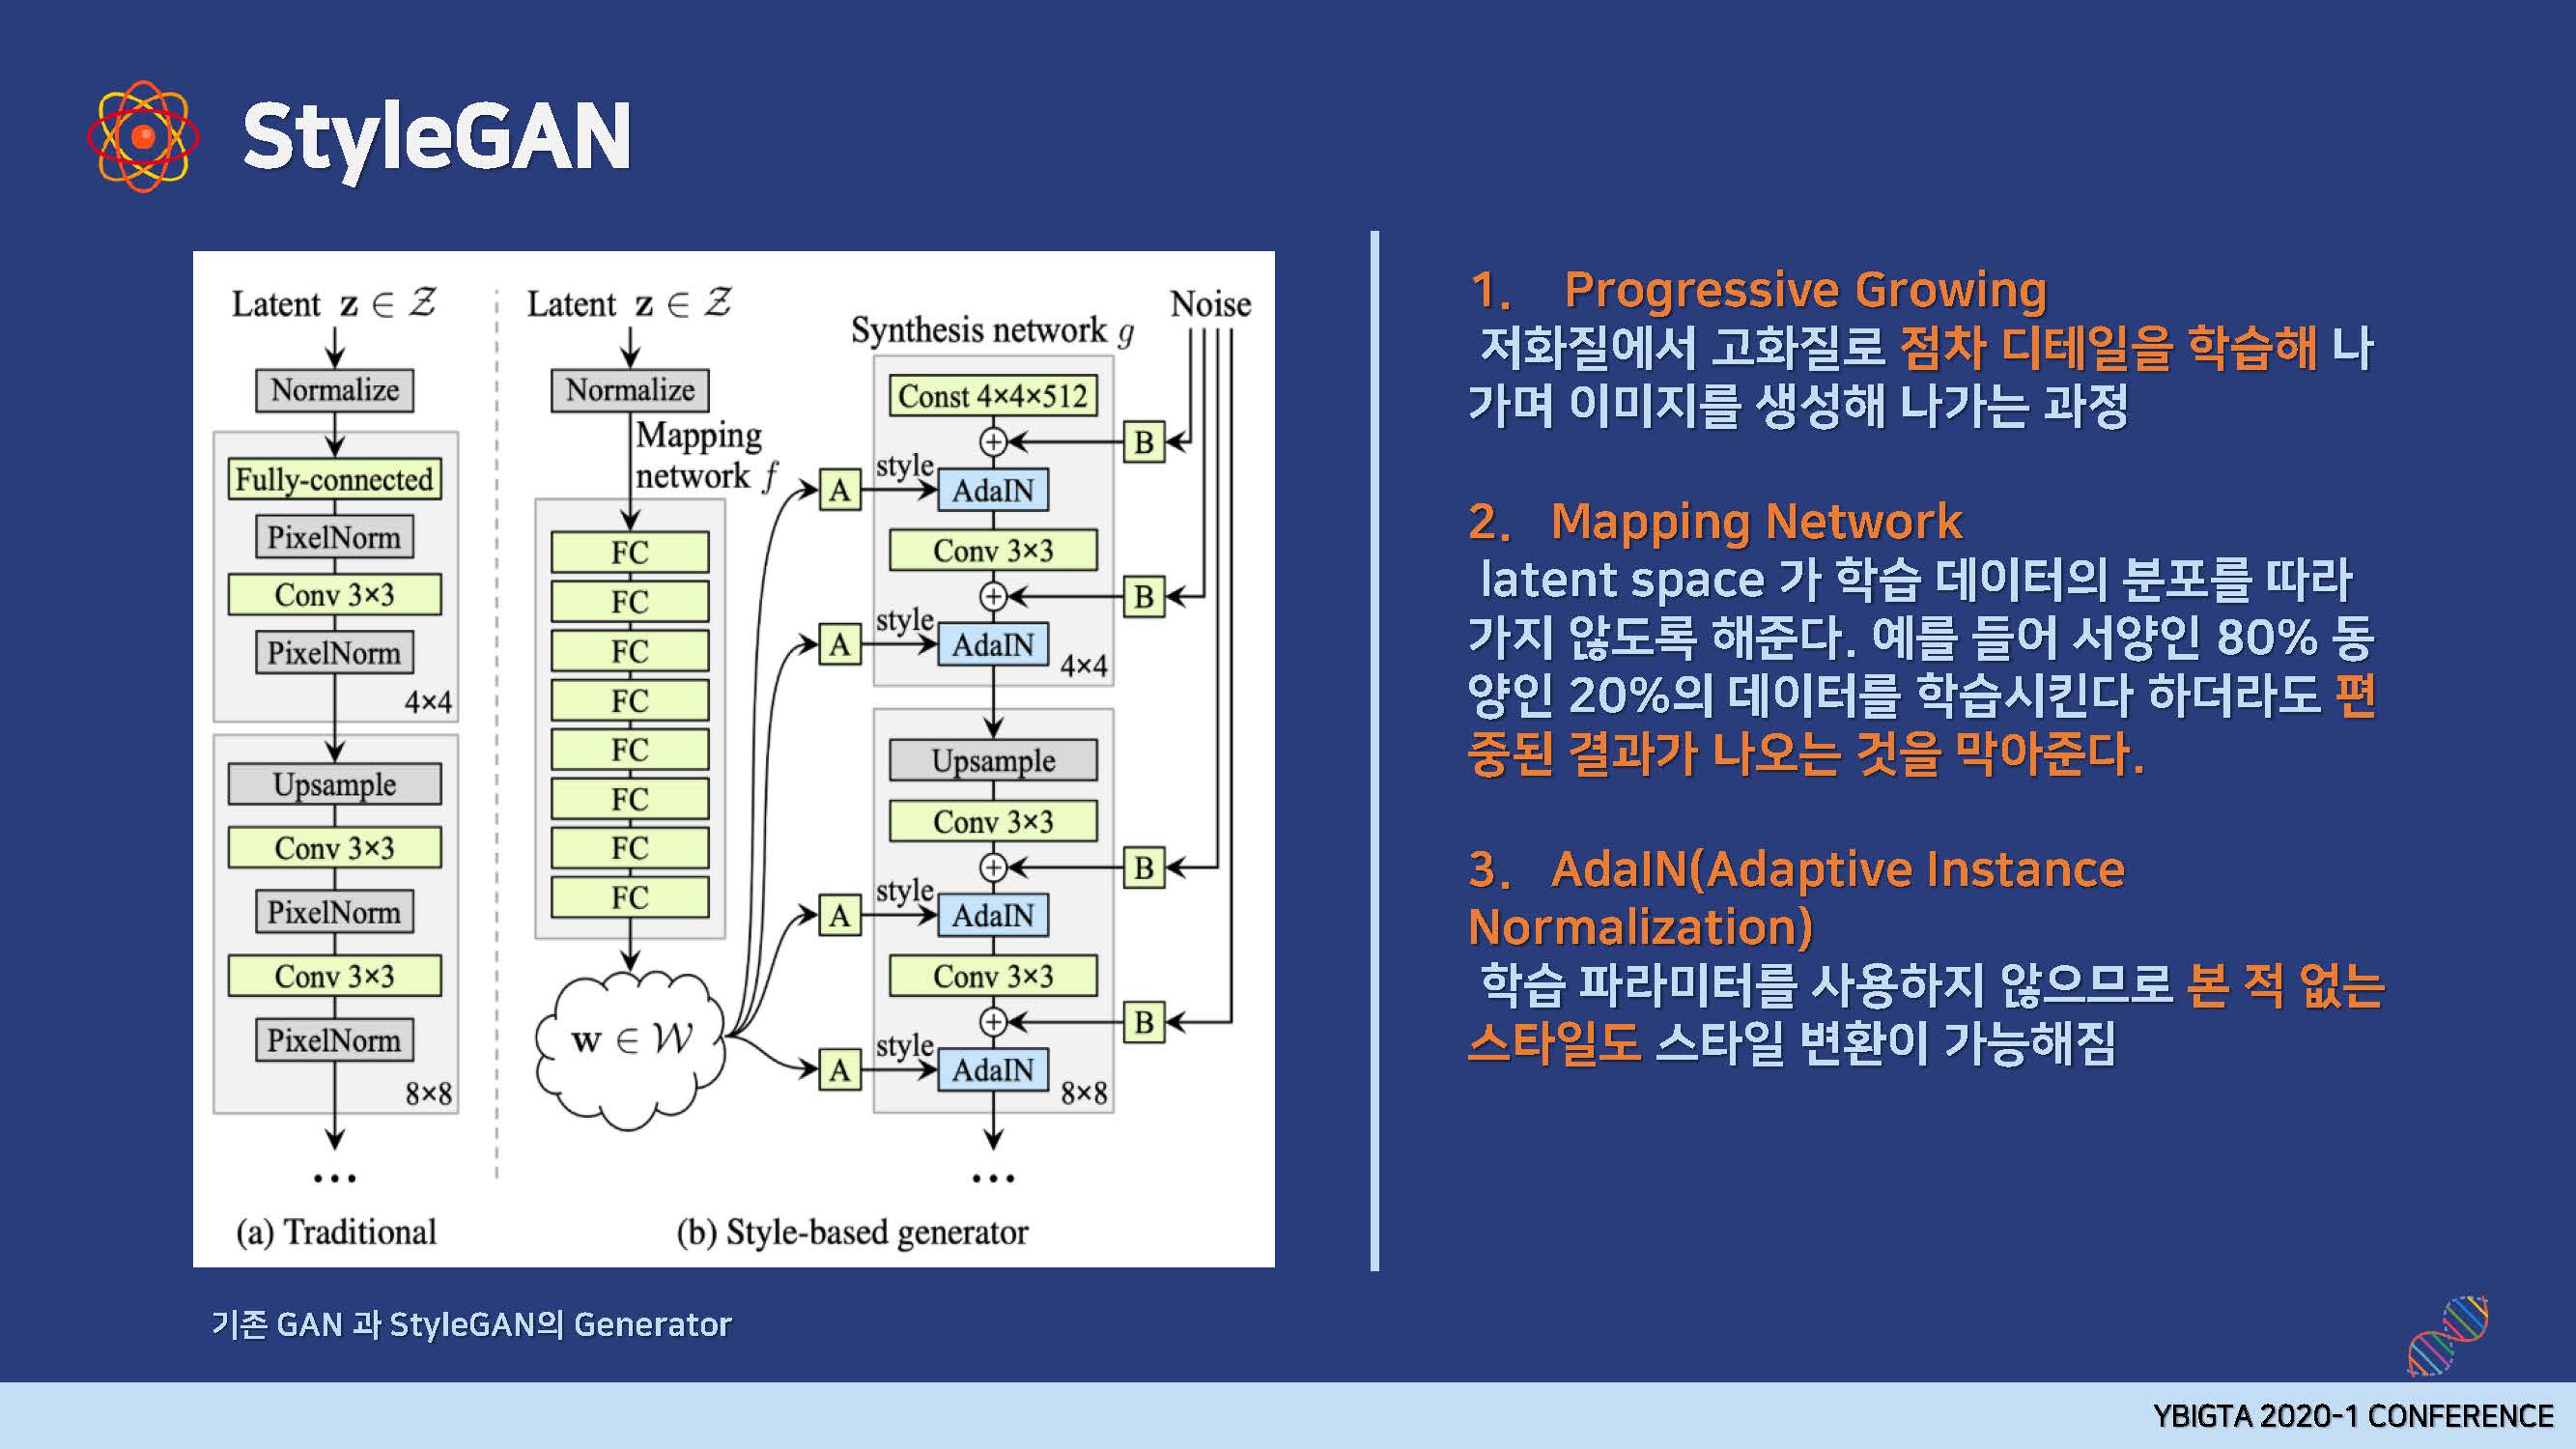 StyleGAN
Latent z ∈ Z
Normalize
Fully-connected
PixelNorm
Conv 3×3
PixelNorm
4×4
Upsample
Conv 3×3
PixelNorm
Conv 3×3
PixelNorm
8×8
...
(a) Traditional
Latent z ∈ Z
Normalize
Mapping
network f
FC
FC
FC
FC
FC
FC
FC
FC
w ∈ W
Noise
Synthesis network g
Const 4×4×512
B
A
style
AdaIN
Conv 3×3
B
A
style
AdaIN
4×4
Upsample
Conv 3×3
B
A
style
AdaIN
Conv 3×3
B
A
style
AdaIN
8×8
...
(b) Style-based generator
기존 GAN 과 StyleGAN의 Generator
1. Progressive Growing
저화질에서 고화질로 점차 디테일을 학습해 나
가며 이미지를 생성해 나가는 과정
2. Mapping Network
latent space 가 학습 데이터의 분포를 따라
가지 않도록 해준다. 예를 들어 서양인 80% 동
양인 20%의 데이터를 학습시킨다 하더라도 편
중된 결과가 나오는 것을 막아준다.
3. AdaIN(Adaptive Instance
Normalization)
학습 파라미터를 사용하지 않으므로 본 적 없는
스타일도 스타일 변환이 가능해짐
YBIGTA 2020-1 CONFERENCE